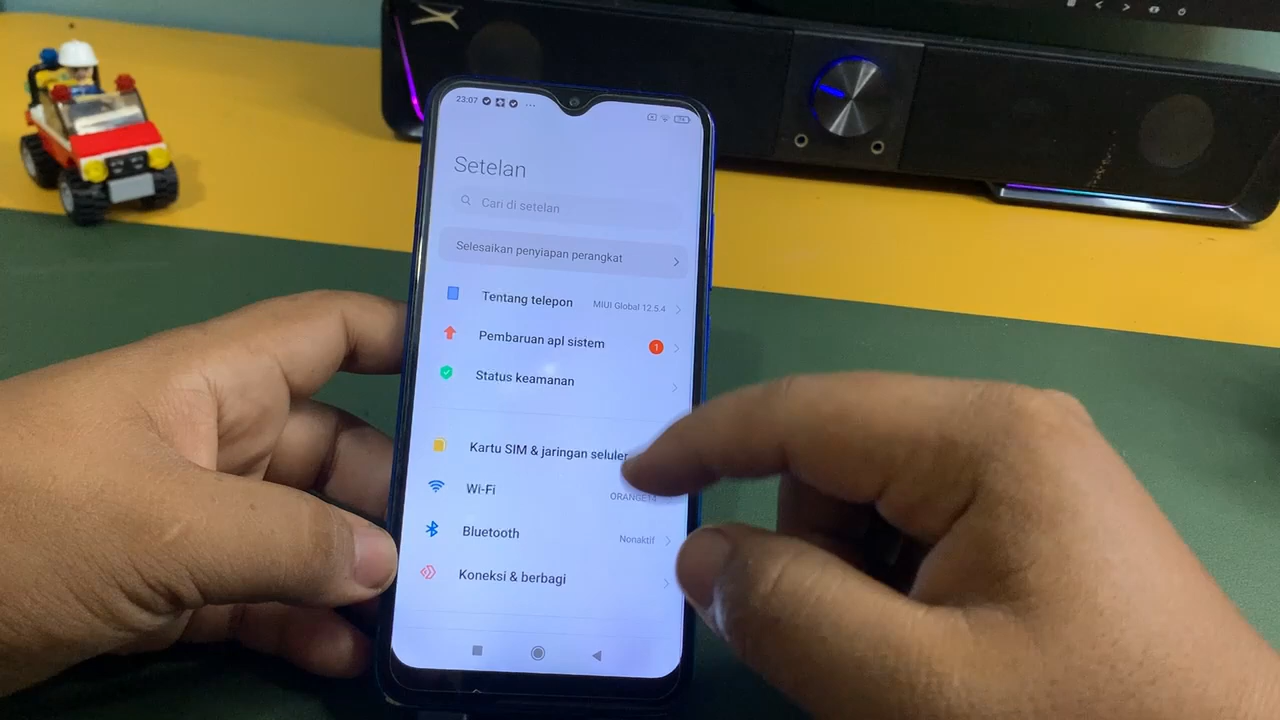 23:07
Setelan
Cari di setelan
Selesaikan penyiapan perangkat
Tentang telepon MIUI Global 12.5.4
Pembaruan apl sistem 1
Status keamanan
Kartu SIM & jaringan seluler
Wi-Fi ORANGE14
Bluetooth Nonaktif
Koneksi & berbagi